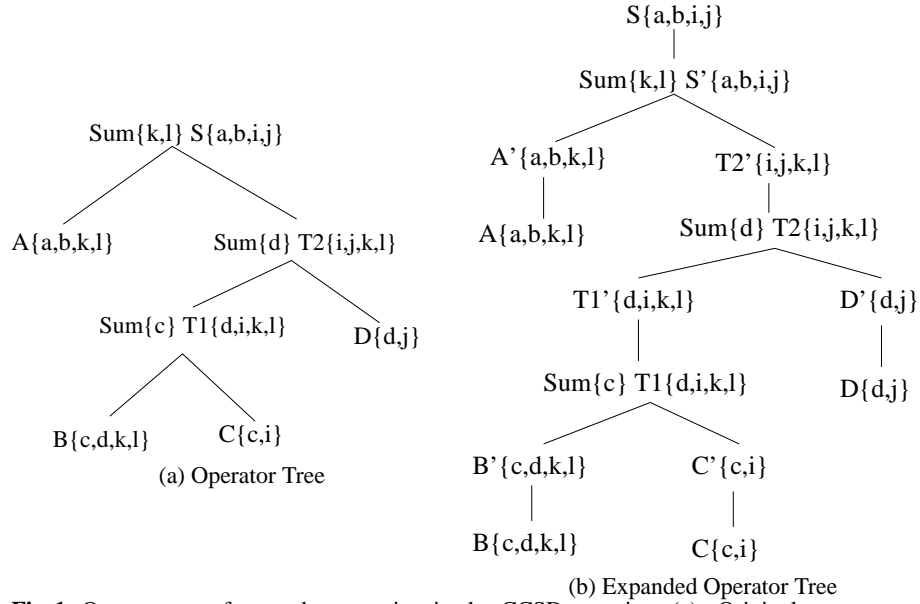 Sum{k,l} S{a,b,i,j}
A{a,b,k,l}
Sum{d} T2{i,j,k,l}
Sum{c} T1{d,i,k,l}
D{d,j}
B{c,d,k,l}
C{c,i}
(a) Operator Tree
S{a,b,i,j}
Sum{k,l} S’{a,b,i,j}
A’{a,b,k,l}
T2’{i,j,k,l}
A{a,b,k,l}
Sum{d} T2{i,j,k,l}
T1’{d,i,k,l}
D’{d,j}
Sum{c} T1{d,i,k,l}
D{d,j}
B’{c,d,k,l}
C’{c,i}
B{c,d,k,l}
C{c,i}
(b) Expanded Operator Tree